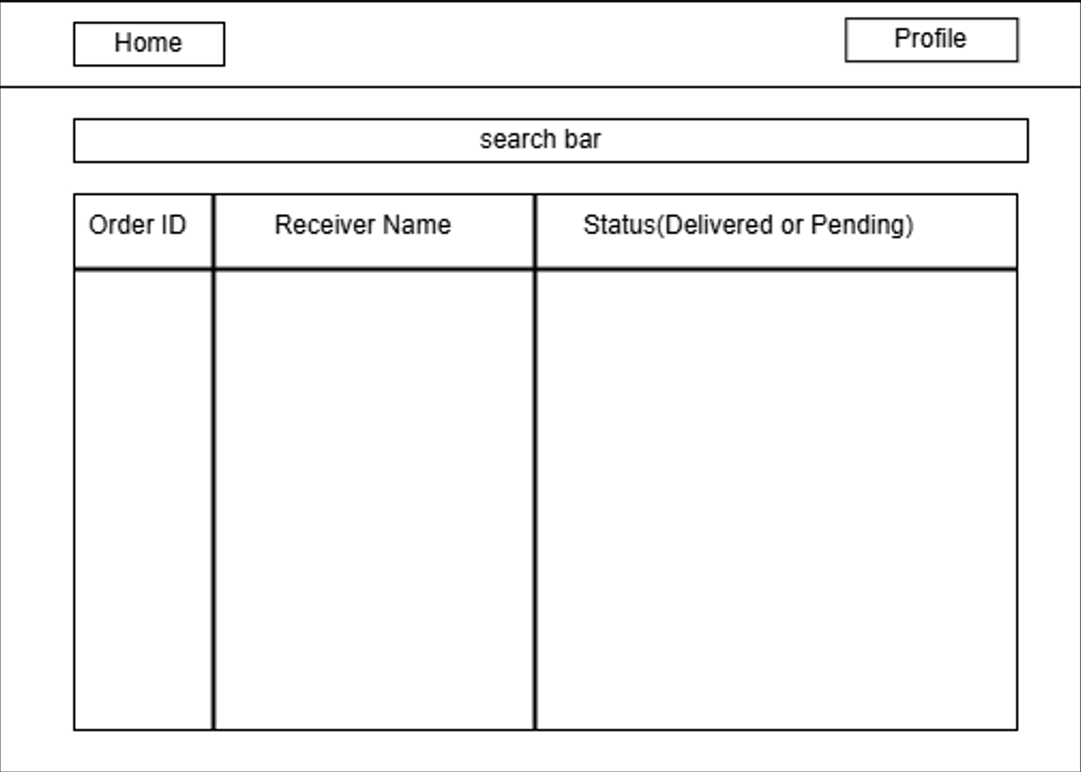 Home
Profile
search bar
Order ID
Receiver Name
Status(Delivered or Pending)